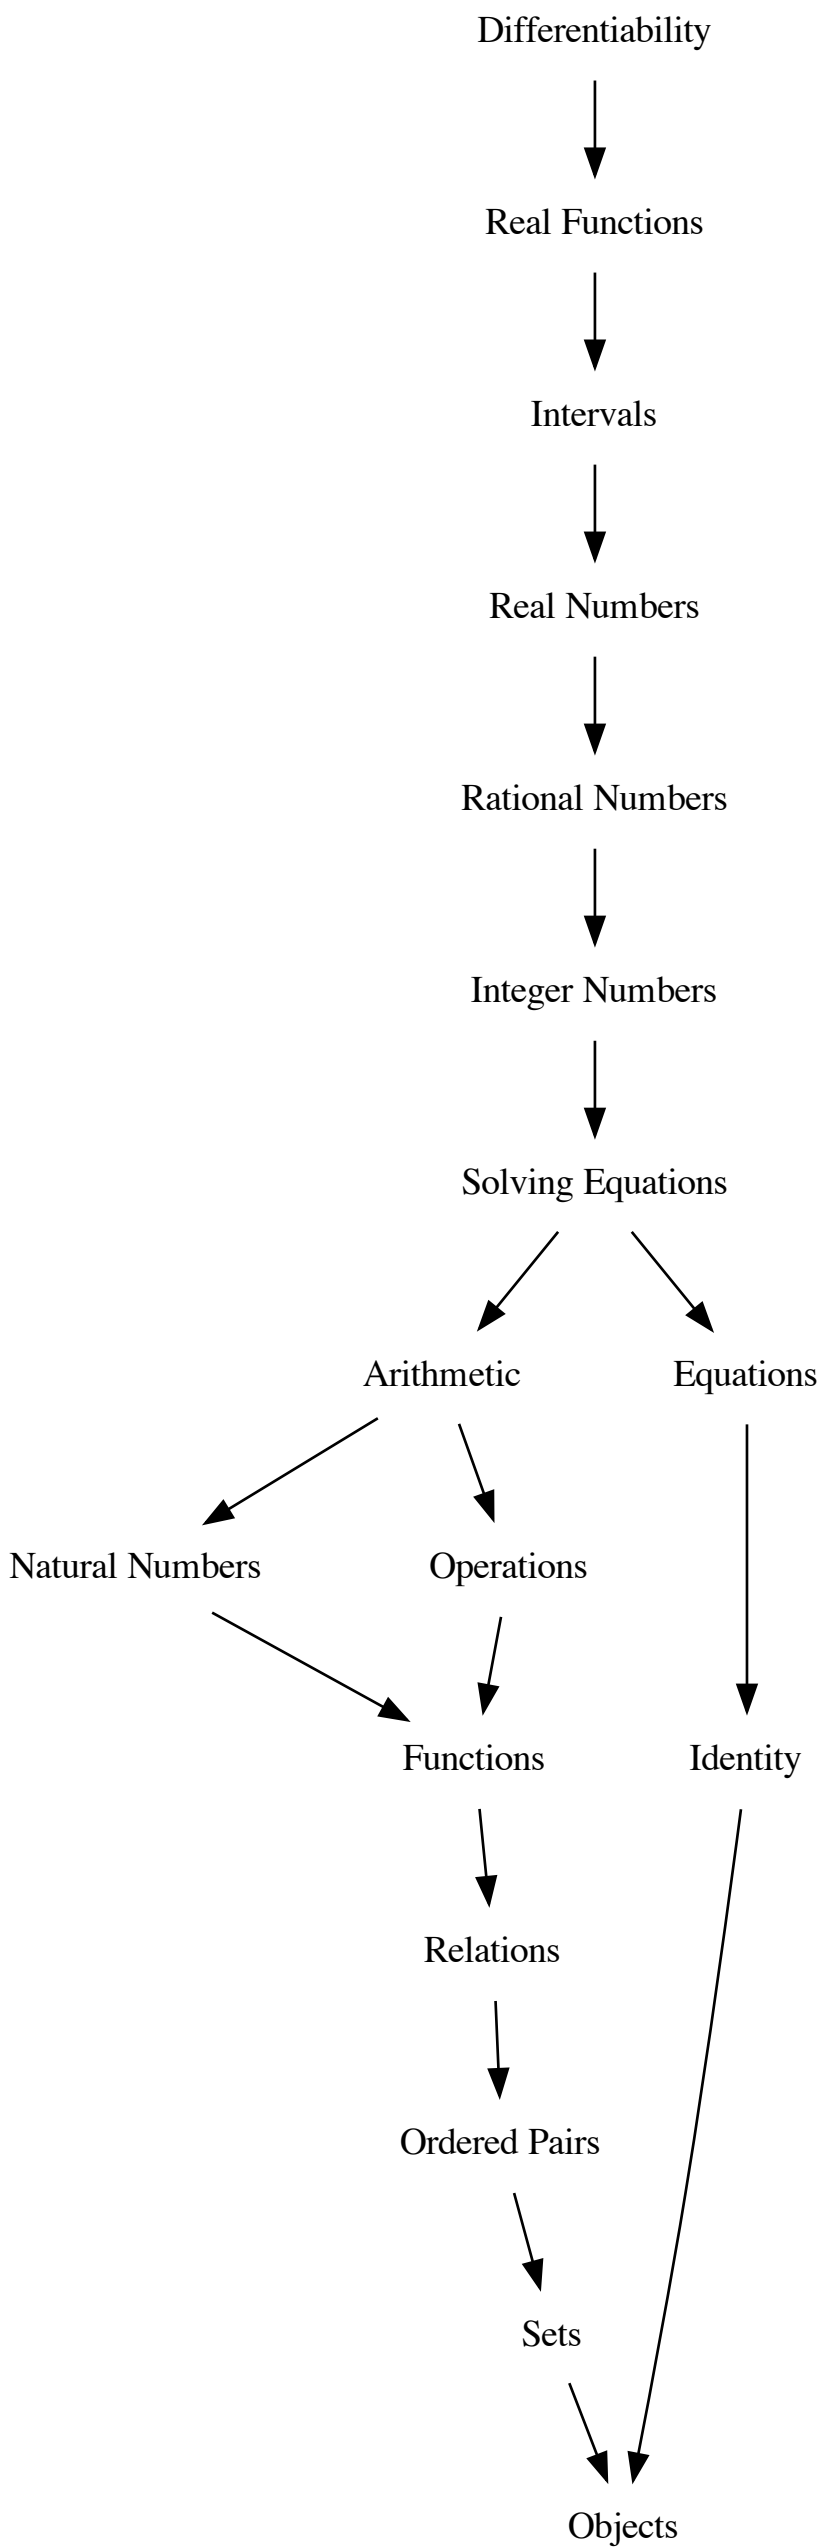 Differentiability
Real Functions
Intervals
Real Numbers
Rational Numbers
Integer Numbers
Solving Equations
Arithmetic
Equations
Natural Numbers
Operations
Functions
Identity
Relations
Ordered Pairs
Sets
Objects